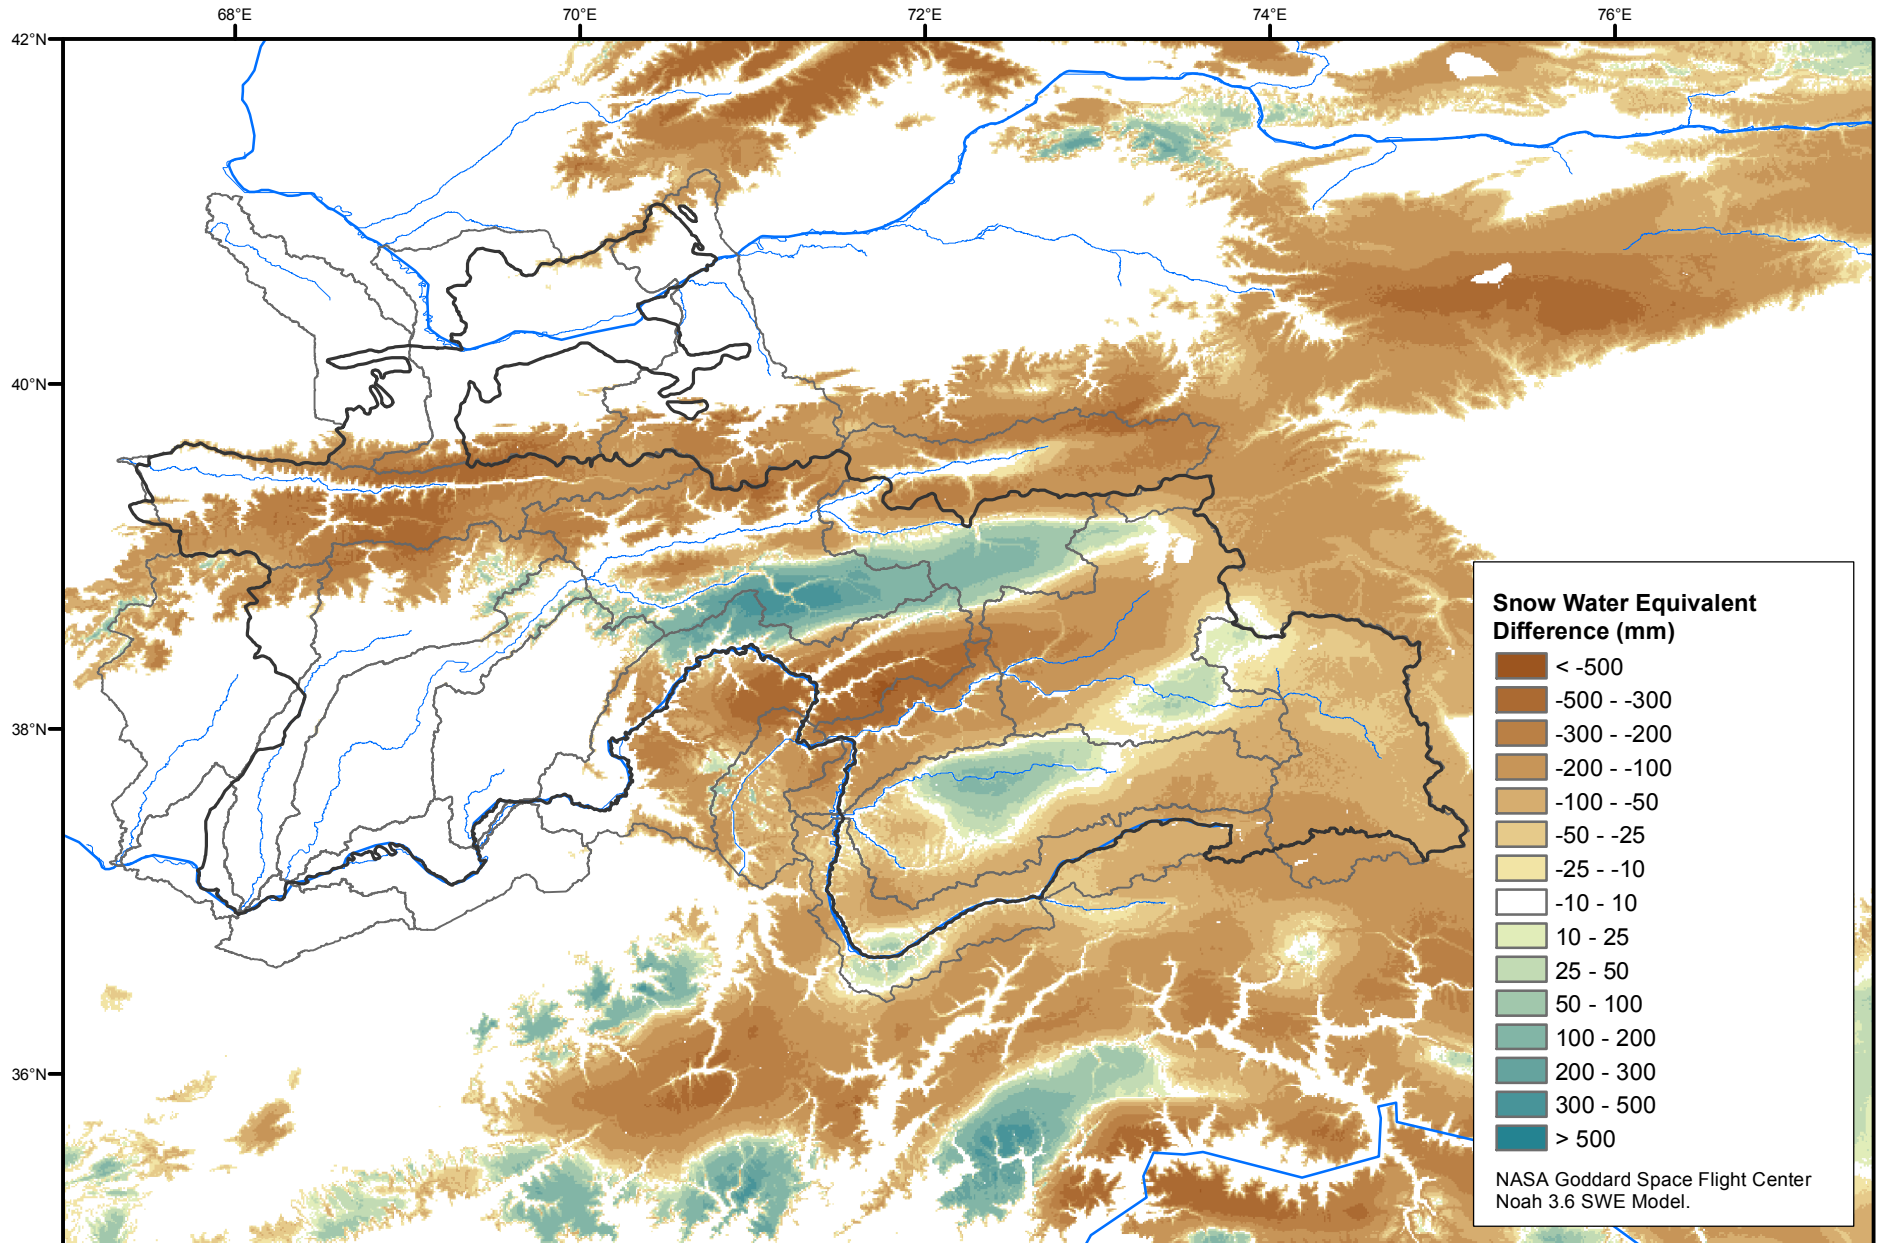 68°E 70°E 72°E 74°E 76°E
42°N
40°N
38°N
36°N
Snow Water Equivalent
Difference (mm)
< -500
-500 - -300
-300 - -200
-200 - -100
-100 - -50
-50 - -25
-25 - -10
-10 - 10
10 - 25
25 - 50
50 - 100
100 - 200
200 - 300
300 - 500
> 500
NASA Goddard Space Flight Center
Noah 3.6 SWE Model.